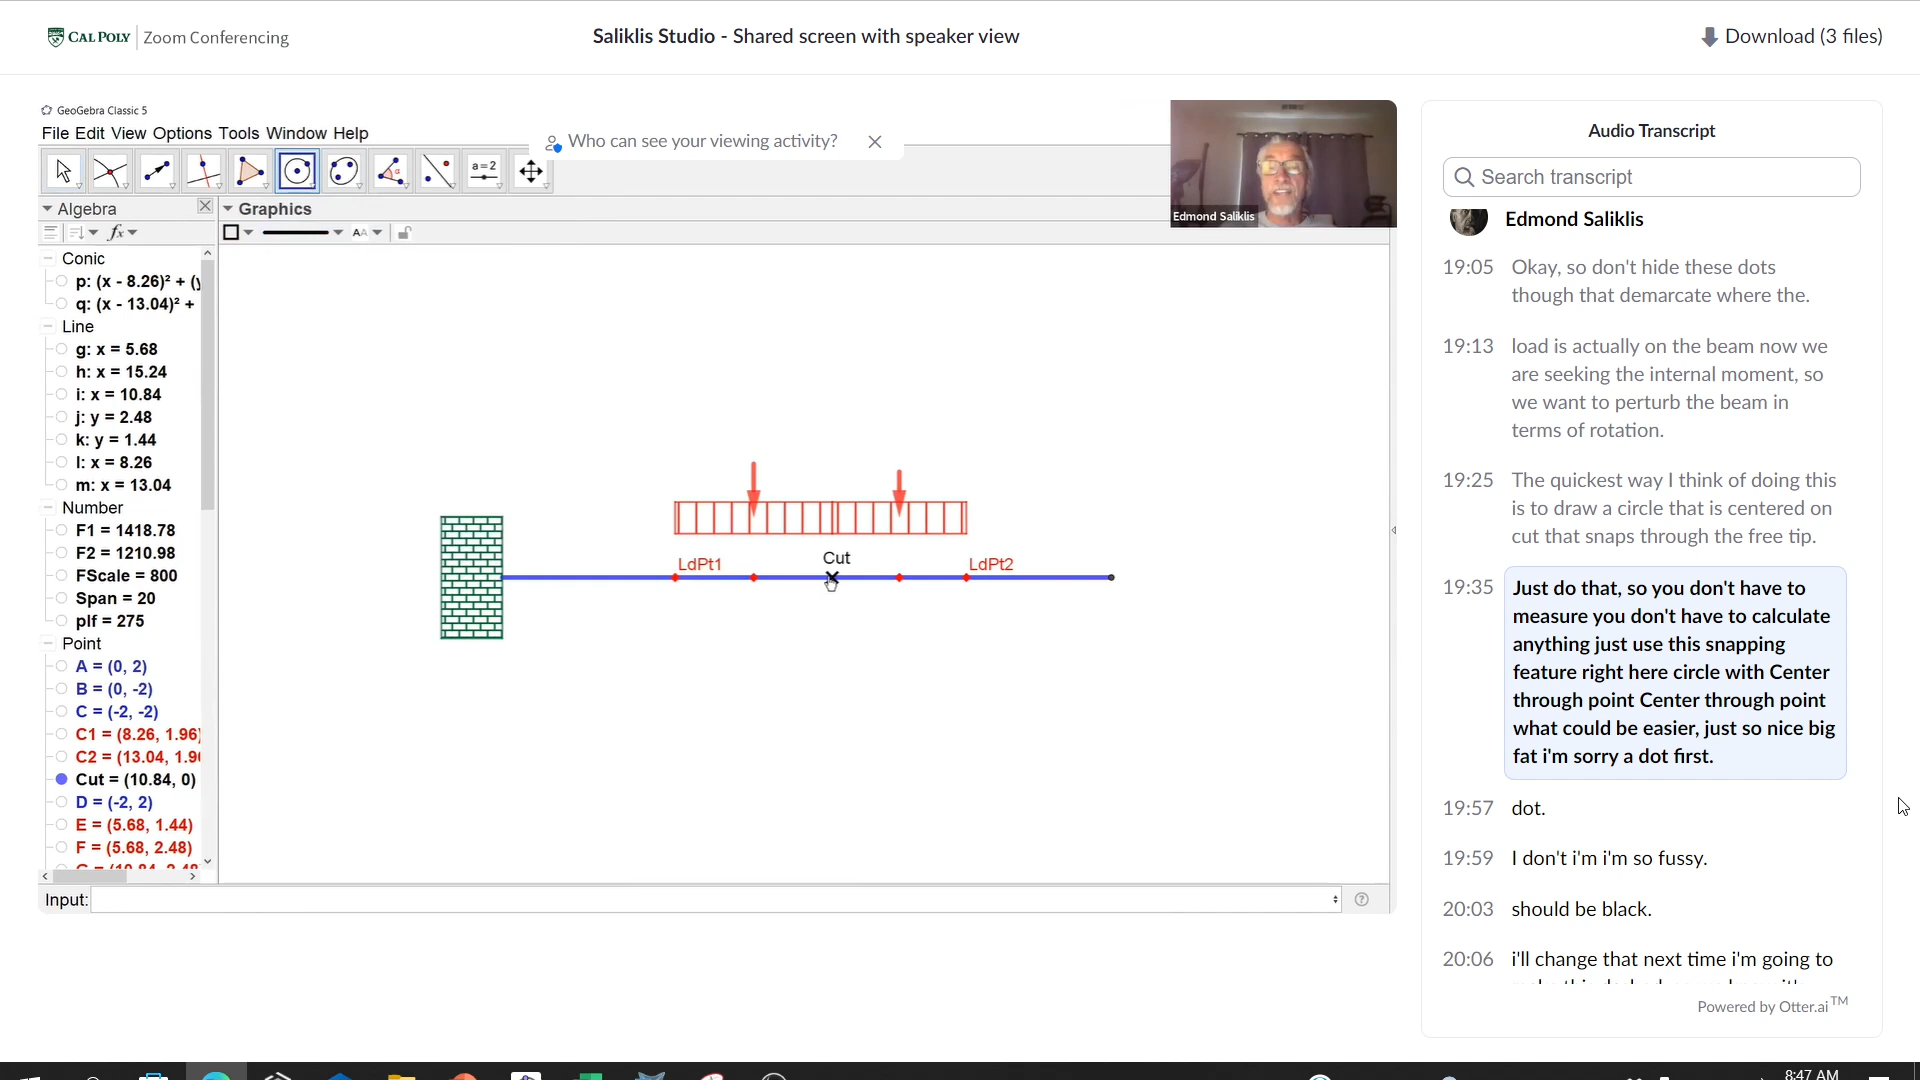 CAL POLY Zoom Conferencing
Saliklis Studio - Shared screen with speaker view
Download (3 files)
GeoGebra Classic 5
File Edit View Options Tools Window Help
Who can see your viewing activity?
a=2
Edmond Saliklis
Algebra
Graphics
AA
Conic
p: (x - 8.26)² + (y
q: (x - 13.04)² +
Line
g: x = 5.68
h: x = 15.24
i: x = 10.84
j: y = 2.48
k: y = 1.44
l: x = 8.26
m: x = 13.04
Number
F1 = 1418.78
F2 = 1210.98
FScale = 800
Span = 20
plf = 275
Point
A = (0, 2)
B = (0, -2)
C = (-2, -2)
C1 = (8.26, 1.96)
C2 = (13.04, 1.96
Cut = (10.84, 0)
D = (-2, 2)
E = (5.68, 1.44)
F = (5.68, 2.48)
Input:
LdPt1
Cut
LdPt2
Audio Transcript
Search transcript
Edmond Saliklis
19:05 Okay, so don't hide these dots
though that demarcate where the.
19:13 load is actually on the beam now we
are seeking the internal moment, so
we want to perturb the beam in
terms of rotation.
19:25 The quickest way I think of doing this
is to draw a circle that is centered on
cut that snaps through the free tip.
19:35 Just do that, so you don't have to
measure you don't have to calculate
anything just use this snapping
feature right here circle with Center
through point Center through point
what could be easier, just so nice big
fat i'm sorry a dot first.
19:57 dot.
19:59 I don't i'm i'm so fussy.
20:03 should be black.
20:06 i'll change that next time i'm going to
Powered by Otter.ai™
8:47 AM